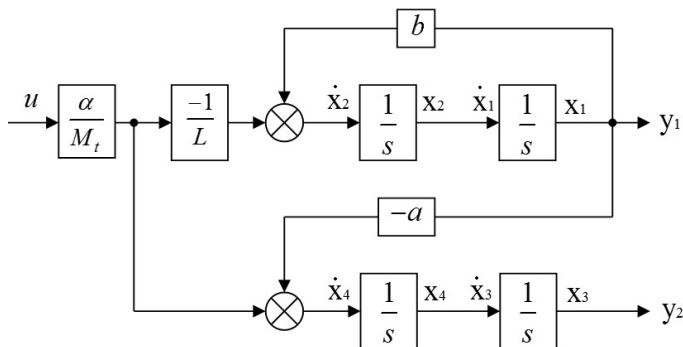 b
u
α
M_t
−1
L
ẋ₂
1
s
x₂
ẋ₁
1
s
x₁
y₁
−a
ẋ₄
1
s
x₄
ẋ₃
1
s
x₃
y₂